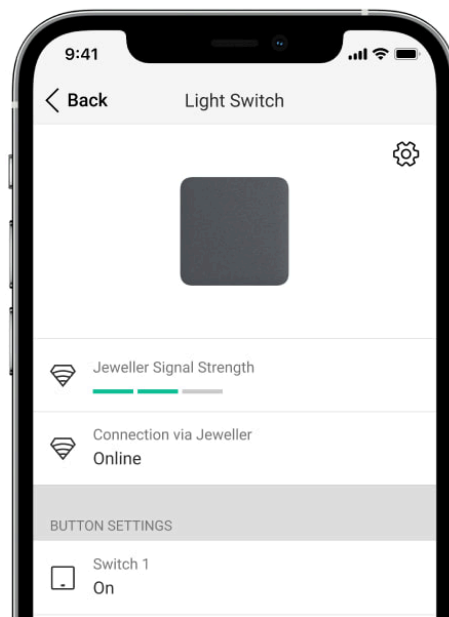 9:41
Back
Light Switch
Jeweller Signal Strength
Connection via Jeweller
Online
BUTTON SETTINGS
Switch 1
On